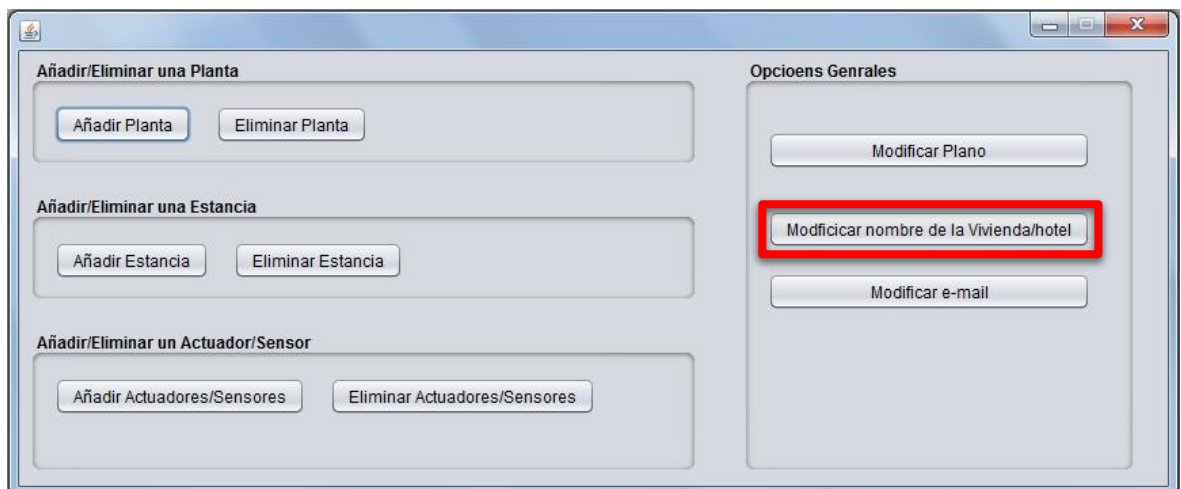 Añadir/Eliminar una Planta
Añadir Planta Eliminar Planta
Añadir/Eliminar una Estancia
Añadir Estancia Eliminar Estancia
Añadir/Eliminar un Actuador/Sensor
Añadir Actuadores/Sensores Eliminar Actuadores/Sensores
Opcioens Genrales
Modificar Plano
Modficicar nombre de la Vivienda/hotel
Modificar e-mail